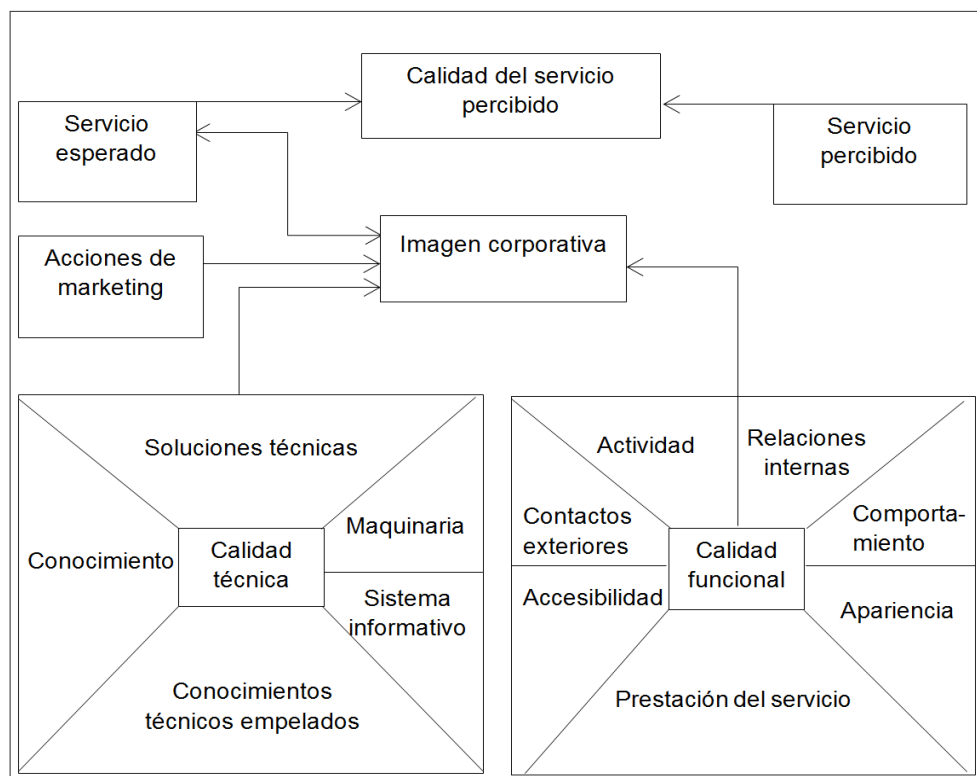 Calidad del servicio
percibido
Servicio
esperado
Servicio
percibido
Imagen corporativa
Acciones de
marketing
Soluciones técnicas
Maquinaria
Conocimiento
Calidad
técnica
Sistema
informativo
Conocimientos
técnicos empelados
Actividad
Relaciones
internas
Contactos
exteriores
Comporta-
miento
Calidad
funcional
Accesibilidad
Apariencia
Prestación del servicio